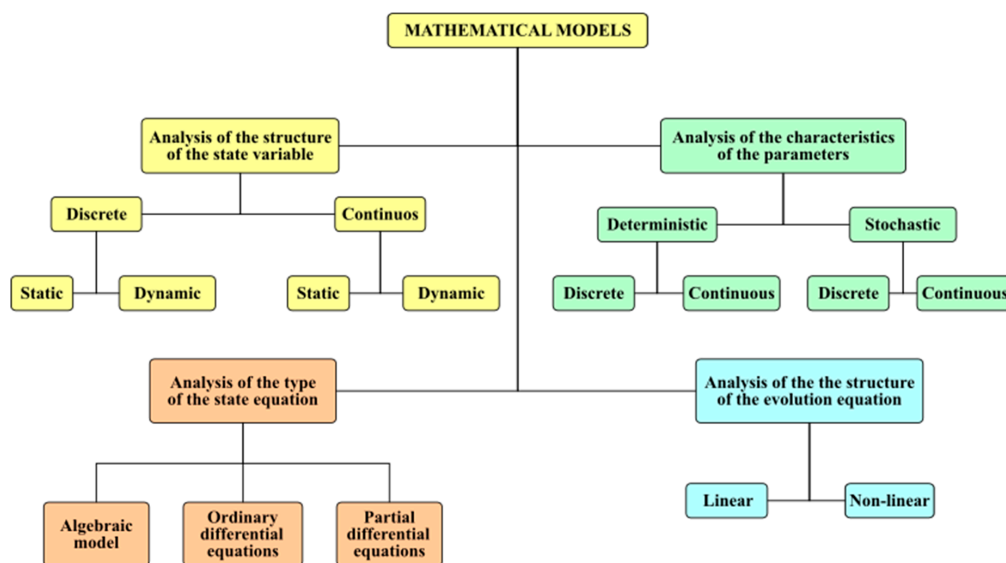 MATHEMATICAL MODELS
Analysis of the structure
of the state variable
Analysis of the characteristics
of the parameters
Discrete
Continuos
Deterministic
Stochastic
Static
Dynamic
Static
Dynamic
Discrete
Continuous
Discrete
Continuous
Analysis of the type
of the state equation
Analysis of the the structure
of the evolution equation
Linear
Non-linear
Algebraic
model
Ordinary
differential
equations
Partial
differential
equations